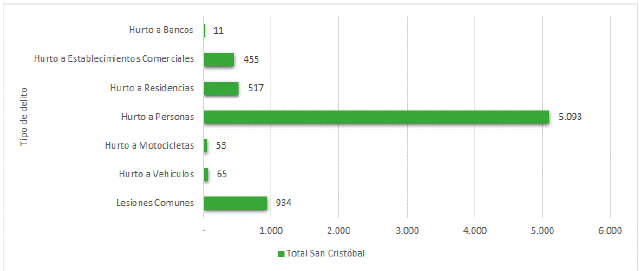 Tipo de delito
Hurto a Bancos 11
Hurto a Establecimientos Comerciales 455
Hurto a Residencias 517
Hurto a Personas 5.093
Hurto a Motocicletas 53
Hurto a Vehículos 65
Lesiones Comunes 934
- 1.000 2.000 3.000 4.000 5.000 6.000
Total San Cristóbal